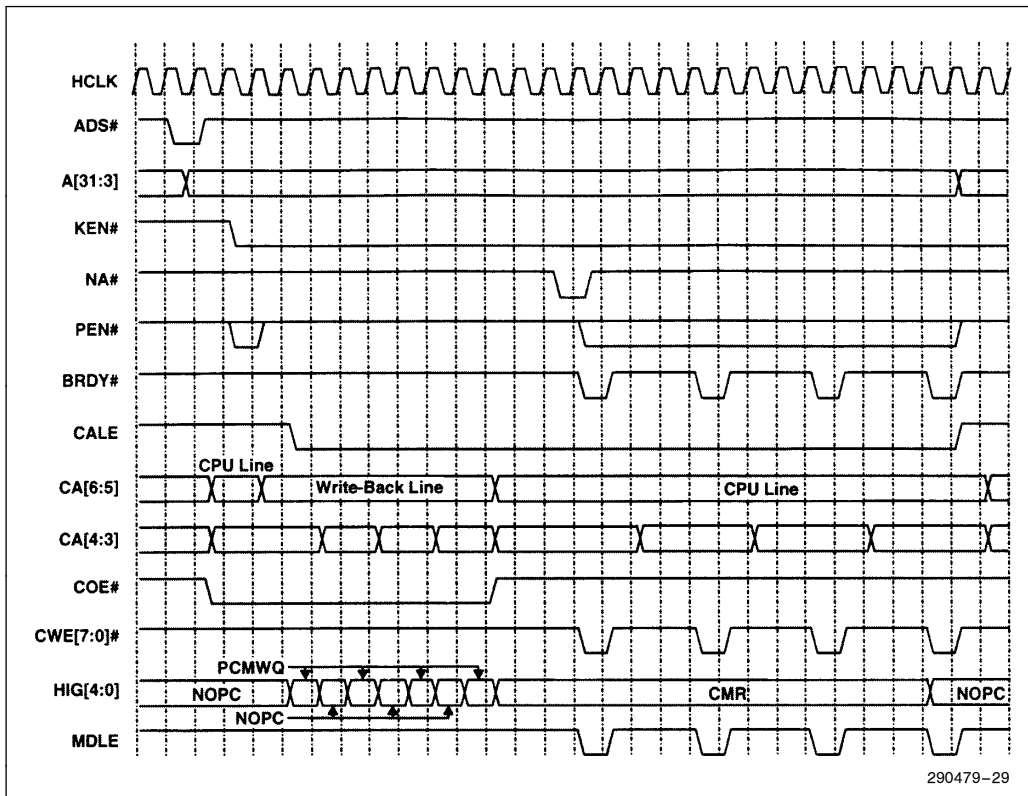 HCLK
ADS#
A[31:3]
KEN#
NA#
PEN#
BRDY#
CALE
CPU Line
CA[6:5]
Write-Back Line
CPU Line
CA[4:3]
COE#
CWE[7:0]#
PCMWQ
HIG[4:0]
NOPC
CMR
NOPC
NOPC
MDLE
290479-29